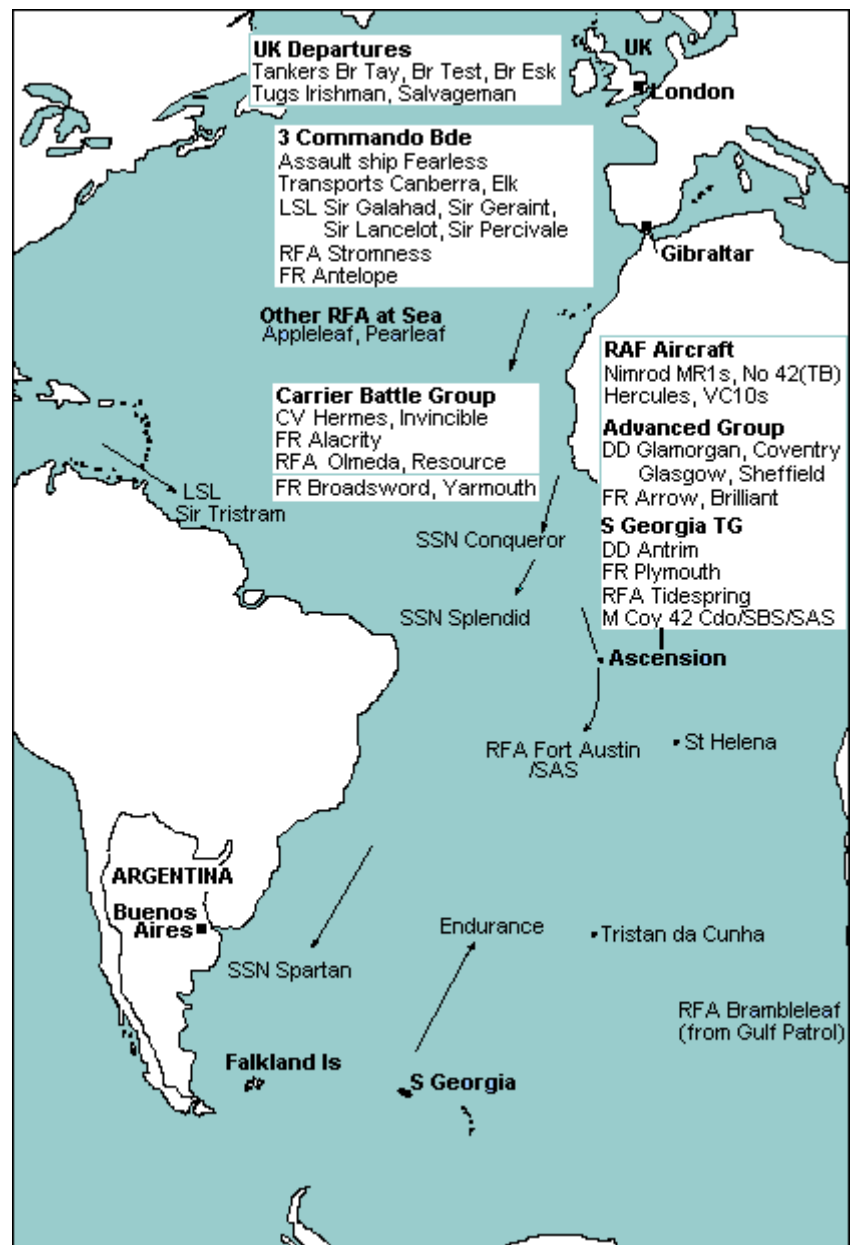 UK Departures
Tankers Br Tay, Br Test, Br Esk
Tugs Irishman, Salvageman
UK
London
3 Commando Bde
Assault ship Fearless
Transports Canberra, Elk
LSL Sir Galahad, Sir Geraint,
Sir Lancelot, Sir Percivale
RFA Stromness
FR Antelope
Gibraltar
Other RFA at Sea
Appleleaf, Pearleaf
RAF Aircraft
Nimrod MR1s, No 42(TB)
Hercules, VC10s
Carrier Battle Group
CV Hermes, Invincible
FR Alacrity
RFA Olmeda, Resource
FR Broadsword, Yarmouth
Advanced Group
DD Glamorgan, Coventry
Glasgow, Sheffield
FR Arrow, Brilliant
LSL
Sir Tristram
S Georgia TG
DD Antrim
FR Plymouth
RFA Tidespring
M Coy 42 Cdo/SBS/SAS
SSN Conqueror
SSN Splendid
Ascension
RFA Fort Austin
/SAS
St Helena
ARGENTINA
Buenos
Aires
Endurance
Tristan da Cunha
SSN Spartan
RFA Brambleleaf
(from Gulf Patrol)
Falkland Is
S Georgia